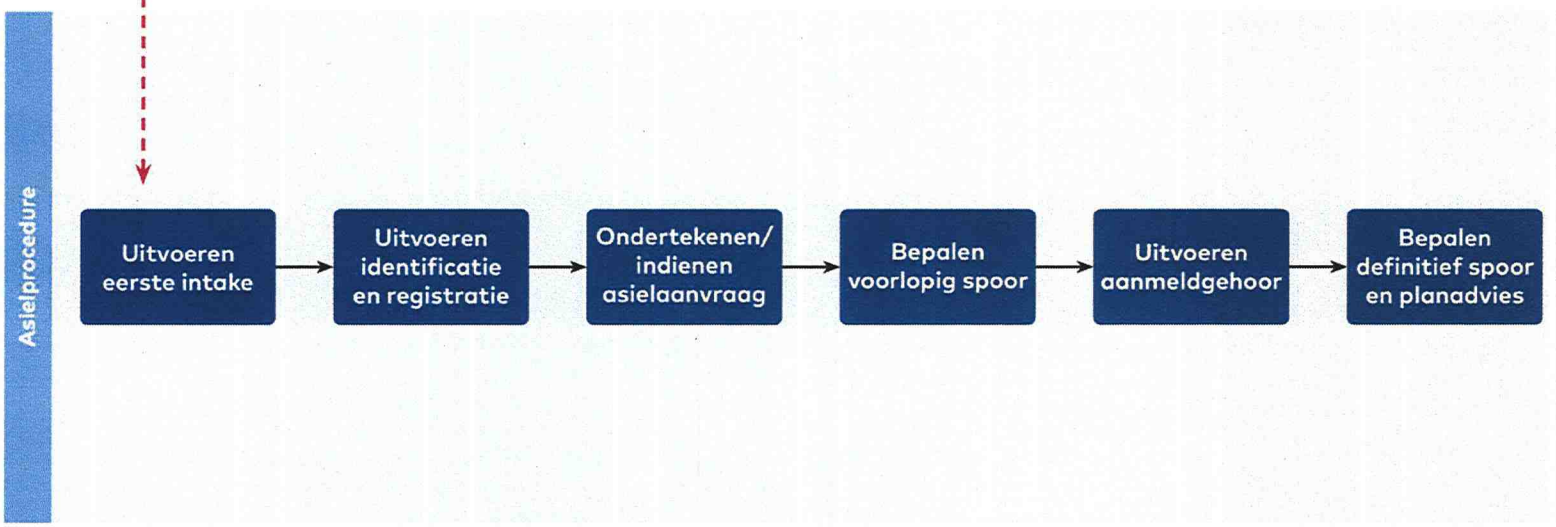 Asielprocedure
Uitvoeren
eerste intake
Uitvoeren
identificatie
en registratie
Ondertekenen/
indienen
asielaanvraag
Bepalen
voorlopig spoor
Uitvoeren
aanmeldgehoor
Bepalen
definitief spoor
en planadvies